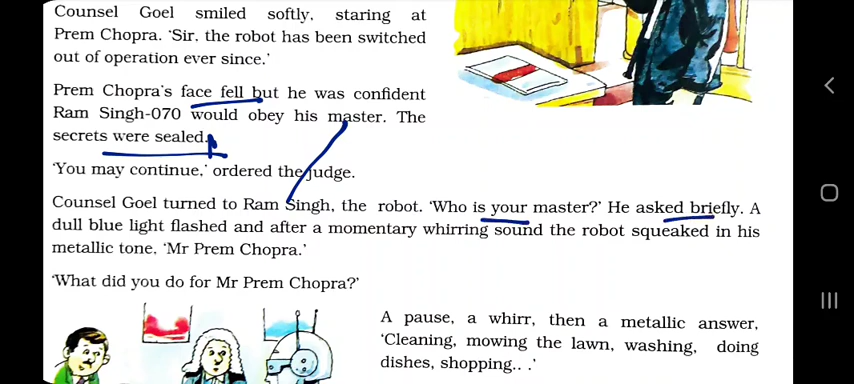 Counsel Goel smiled softly, staring at
Prem Chopra. ‘Sir, the robot has been switched
out of operation ever since.’
Prem Chopra's face fell but he was confident
Ram Singh-070 would obey his master. The
secrets were sealed.
‘You may continue,’ ordered the judge.
Counsel Goel turned to Ram Singh, the robot. ‘Who is your master?’ He asked briefly. A
dull blue light flashed and after a momentary whirring sound the robot squeaked in his
metallic tone, ‘Mr Prem Chopra.’
‘What did you do for Mr Prem Chopra?’
A pause, a whirr, then a metallic answer,
‘Cleaning, mowing the lawn, washing, doing
dishes, shopping.. .’